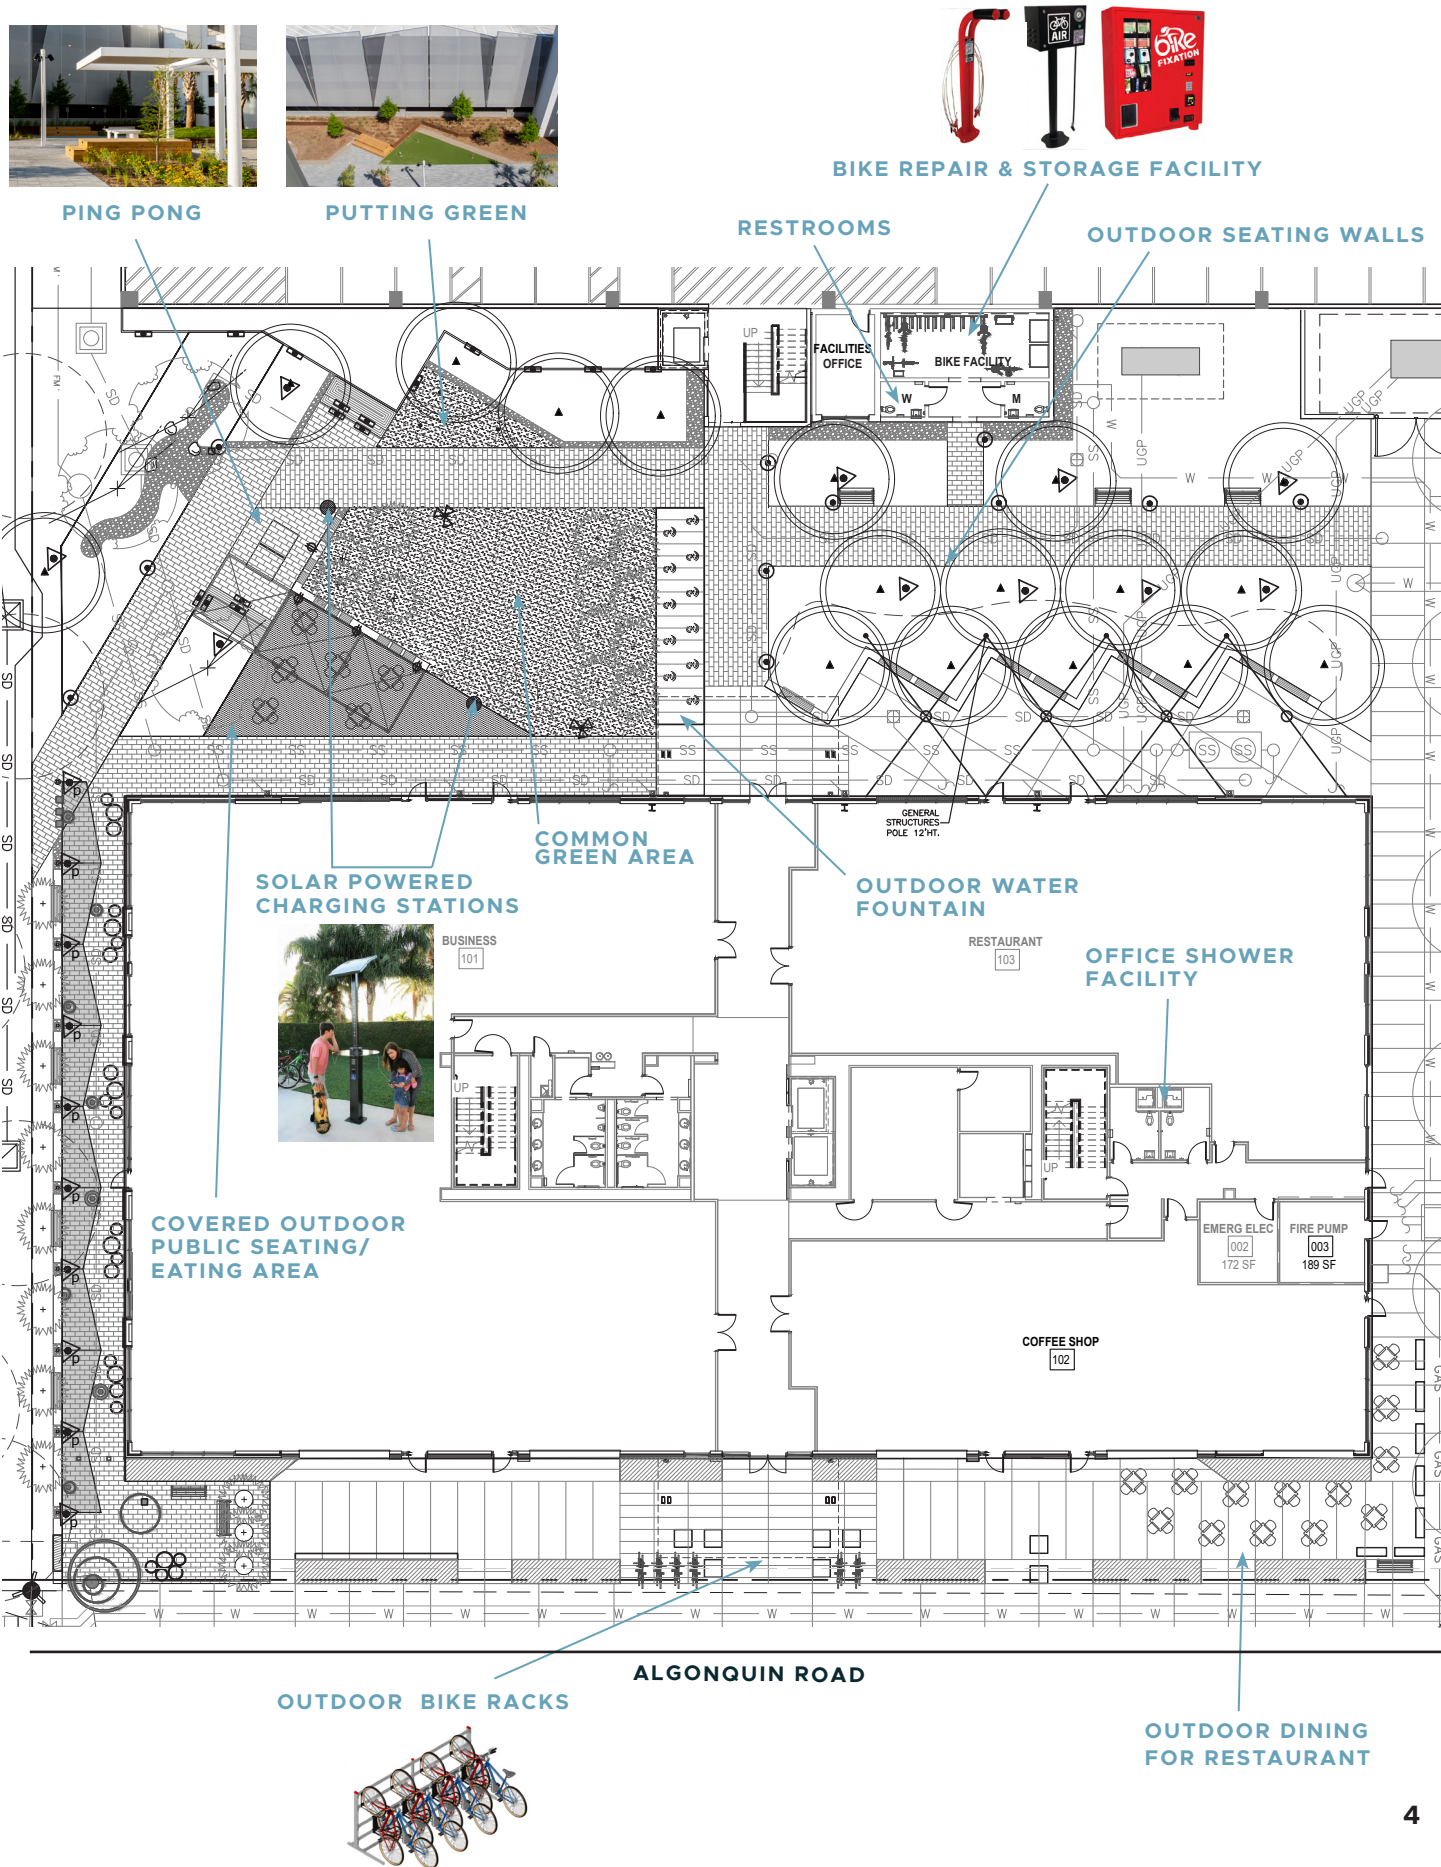 AIR
BiKE
FIXATION
BIKE REPAIR & STORAGE FACILITY
PING PONG
PUTTING GREEN
RESTROOMS
OUTDOOR SEATING WALLS
UP
FACILITIES
OFFICE
BIKE FACILITY
W
M
GENERAL
STRUCTURES
POLE 12'HT.
COMMON
GREEN AREA
SOLAR POWERED
CHARGING STATIONS
OUTDOOR WATER
FOUNTAIN
BUSINESS
101
RESTAURANT
103
OFFICE SHOWER
FACILITY
UP
UP
COVERED OUTDOOR
PUBLIC SEATING/
EATING AREA
EMERG ELEC
002
172 SF
FIRE PUMP
003
189 SF
COFFEE SHOP
102
ALGONQUIN ROAD
OUTDOOR  BIKE RACKS
OUTDOOR DINING
FOR RESTAURANT
4